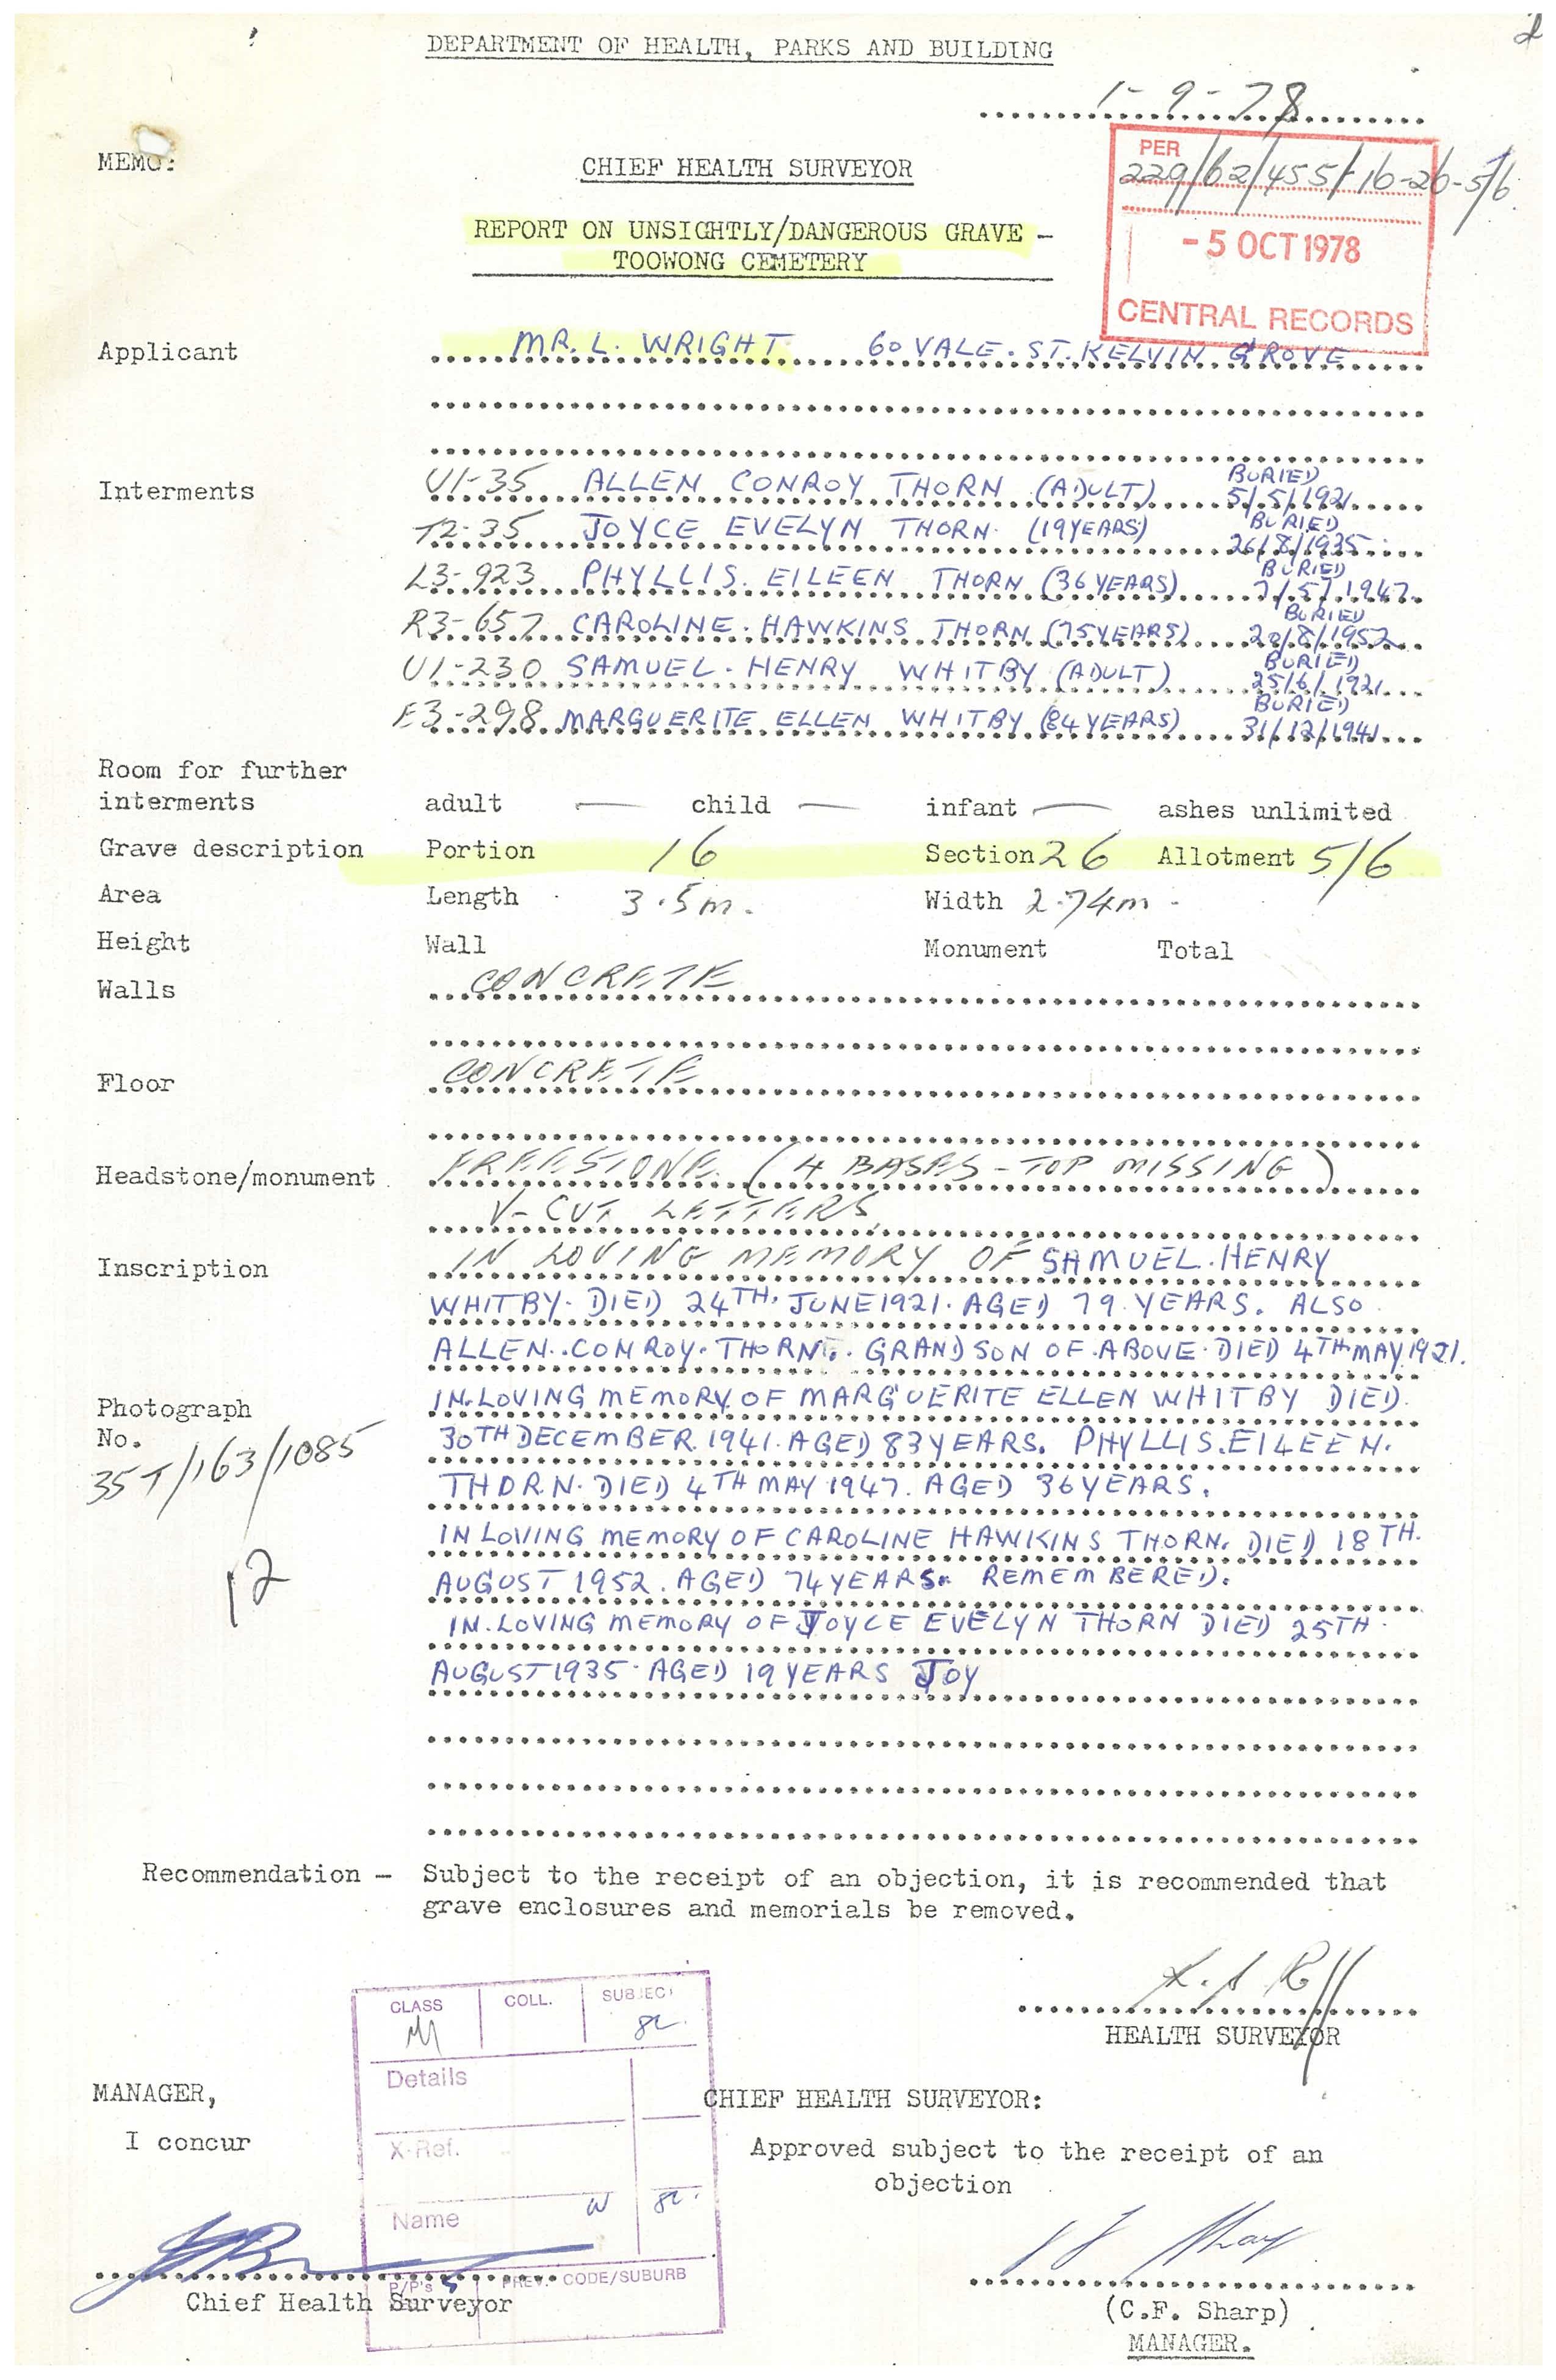 2
DEPARTMENT OF HEALTH, PARKS AND BUILDING
1-9-78
MEMO:
CHIEF HEALTH SURVEYOR
PER
229/62/455/-16-26-5/6.
REPORT ON UNSIGHTLY/DANGEROUS GRAVE –
TOOWONG CEMETERY
- 5 OCT 1978
CENTRAL RECORDS
Applicant MR. L. WRIGHT. 60 VALE. ST. KELVIN GROVE
Interments U1-35 ALLEN CONROY THORN (ADULT) BURIED 5/5/1921
T2-35 JOYCE EVELYN THORN (19 YEARS) BURIED 26/8/1935
L3-923 PHYLLIS EILEEN THORN (36 YEARS) BURIED 7/5/1947
R3-657 CAROLINE HAWKINS THORN (75 YEARS) BURIED /8/1952
U1-230 SAMUEL HENRY WHITBY (ADULT) BURIED 25/6/1921
E3-298 MARGUERITE ELLEN WHITBY (84 YEARS) BURIED 31/12/1941
Room for further
interments adult — child — infant — ashes unlimited
Grave description Portion 16 Section 26 Allotment 5/6
Area Length 3.5m. Width 2.74m
Height Wall Monument Total
Walls CONCRETE
Floor CONCRETE
Headstone/monument FREESTONE (4 BASES - TOP MISSING)
V-CUT LETTERS
Inscription IN LOVING MEMORY OF SAMUEL HENRY
WHITBY. DIED 24TH. JUNE 1921. AGED 79 YEARS. ALSO
ALLEN CONROY THORNE. GRANDSON OF ABOVE DIED 4TH MAY 1921.
IN LOVING MEMORY OF MARGUERITE ELLEN WHITBY DIED
Photograph
No. 30TH DECEMBER 1941. AGED 83 YEARS. PHYLLIS EILEEN
35T/163/1085
THORN. DIED 4TH MAY 1947. AGED 36 YEARS.
IN LOVING MEMORY OF CAROLINE HAWKINS THORN. DIED 18TH
12
AUGUST 1952. AGED 74 YEARS. REMEMBERED.
IN LOVING MEMORY OF JOYCE EVELYN THORN DIED 25TH
AUGUST 1935. AGED 19 YEARS JOY
Recommendation – Subject to the receipt of an objection, it is recommended that
grave enclosures and memorials be removed.
CLASS COLL. SUBJECT
M 82.
HEALTH SURVEYOR
Details
MANAGER,
CHIEF HEALTH SURVEYOR:
I concur
X-Ref.
Approved subject to the receipt of an
objection
Name W 82.
P/P's 5 PREV. CODE/SUBURB
Chief Health Surveyor
(C.F. Sharp)
MANAGER.